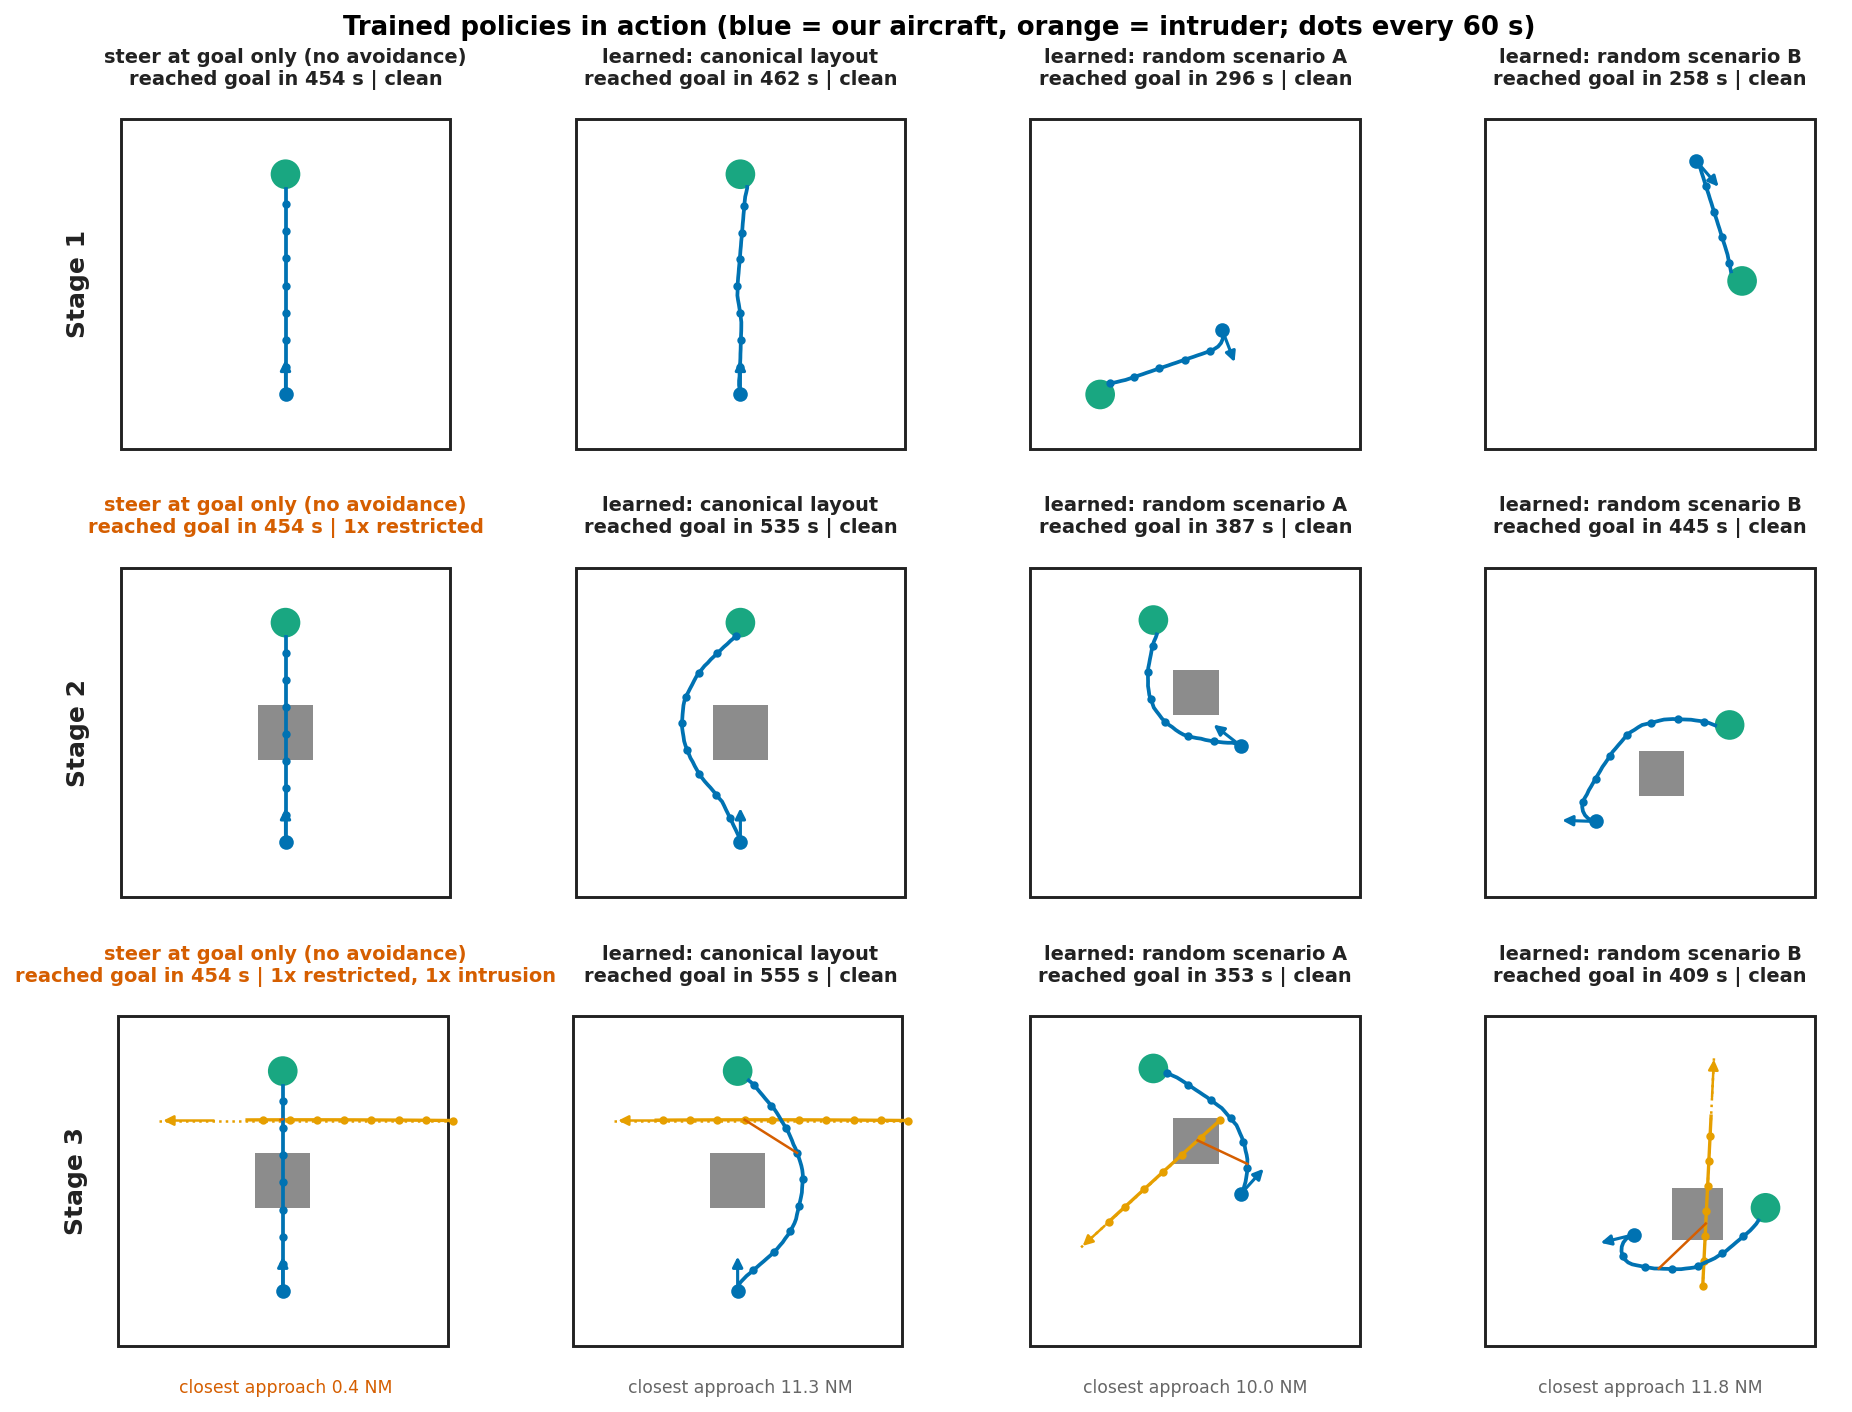 Trained policies in action (blue = our aircraft, orange = intruder; dots every 60 s)
steer at goal only (no avoidance)
reached goal in 454 s | clean
learned: canonical layout
reached goal in 462 s | clean
learned: random scenario A
reached goal in 296 s | clean
learned: random scenario B
reached goal in 258 s | clean
Stage 1
steer at goal only (no avoidance)
reached goal in 454 s | 1x restricted
learned: canonical layout
reached goal in 535 s | clean
learned: random scenario A
reached goal in 387 s | clean
learned: random scenario B
reached goal in 445 s | clean
Stage 2
steer at goal only (no avoidance)
reached goal in 454 s | 1x restricted, 1x intrusion
learned: canonical layout
reached goal in 555 s | clean
learned: random scenario A
reached goal in 353 s | clean
learned: random scenario B
reached goal in 409 s | clean
Stage 3
closest approach 0.4 NM
closest approach 11.3 NM
closest approach 10.0 NM
closest approach 11.8 NM